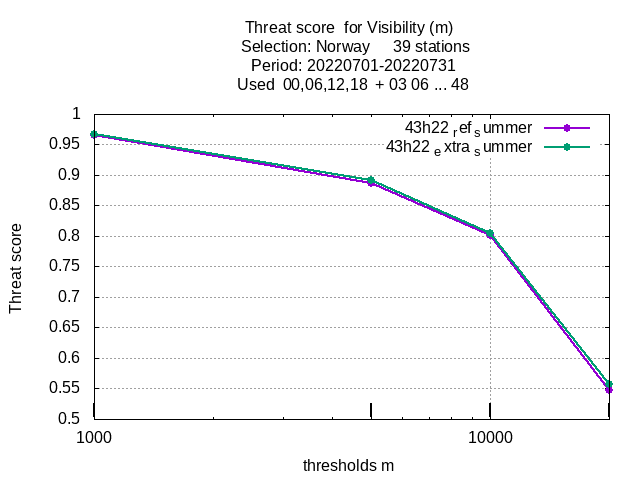 Threat score  for Visibility (m)
Selection: Norway     39 stations
Period: 20220701-20220731
Used  00,06,12,18  + 03 06 ... 48
43h22 ref summer
43h22 extra summer
1
0.95
0.9
0.85
0.8
0.75
0.7
0.65
0.6
0.55
0.5
Threat score
1000
10000
thresholds m